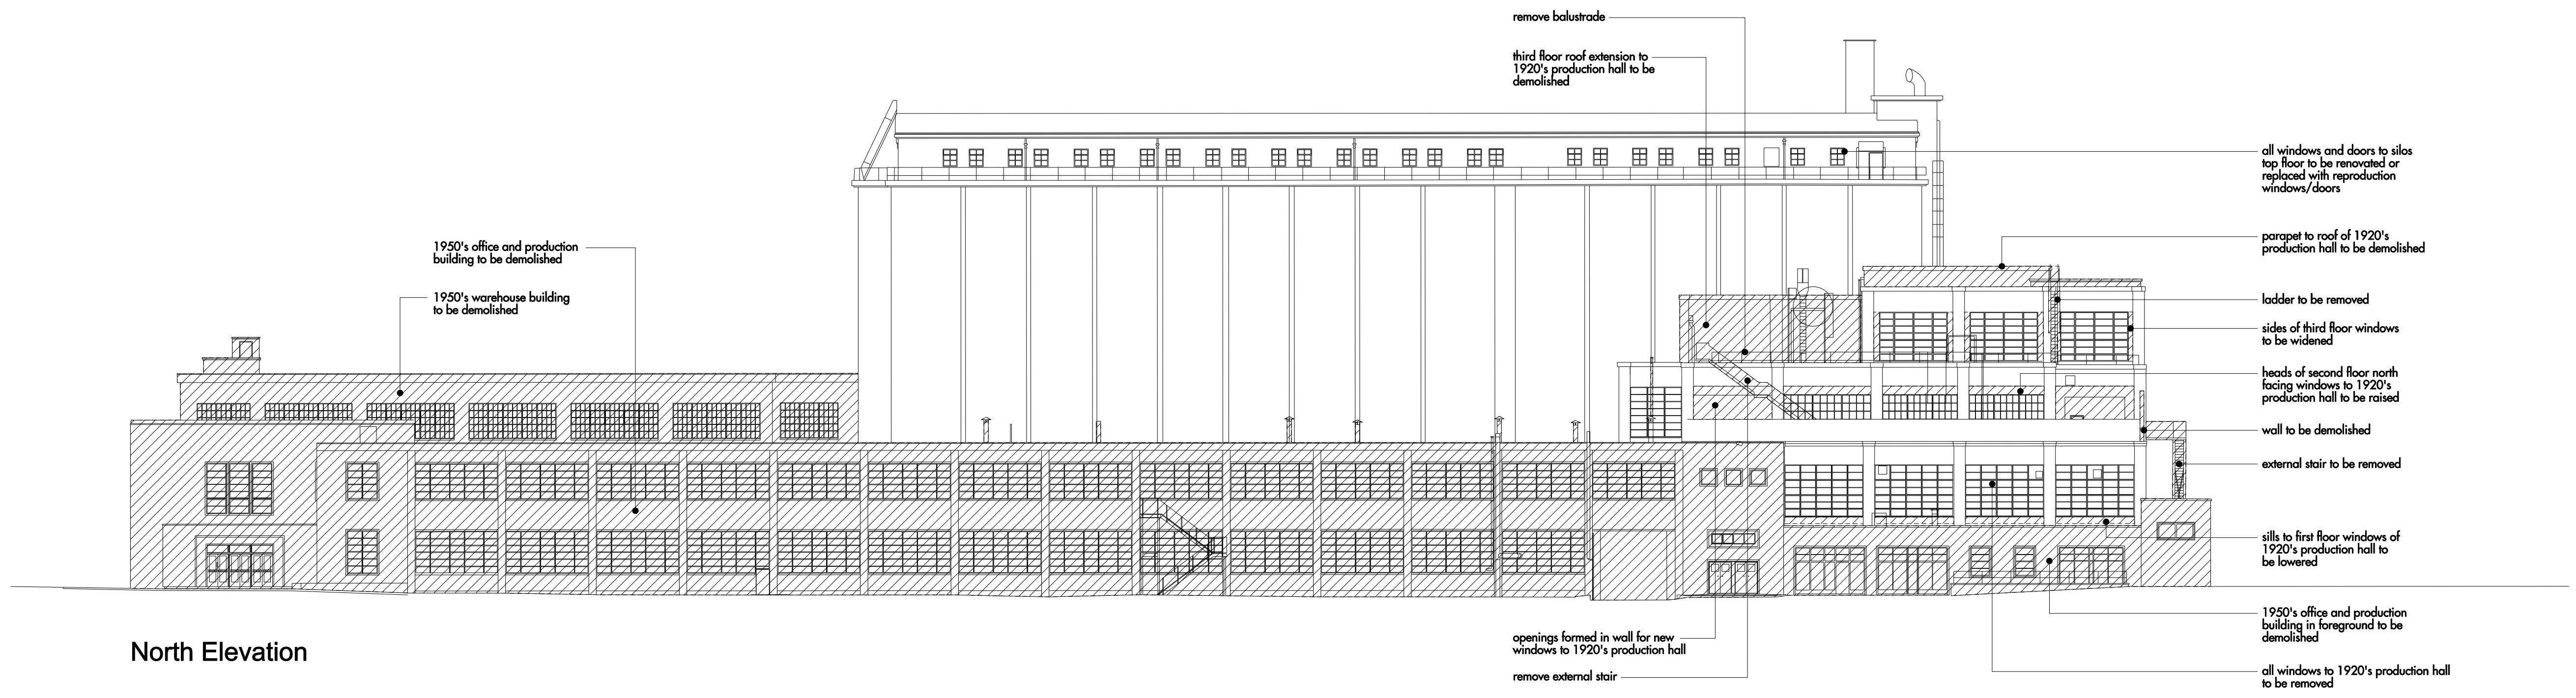 remove balustrade
third floor roof extension to
1920's production hall to be
demolished
all windows and doors to silos
top floor to be renovated or
replaced with reproduction
windows/doors
1950's office and production
building to be demolished
1950's warehouse building
to be demolished
parapet to roof of 1920's
production hall to be demolished
ladder to be removed
sides of third floor windows
to be widened
heads of second floor north
facing windows to 1920's
production hall to be raised
wall to be demolished
external stair to be removed
sills to first floor windows of
1920's production hall to
be lowered
1950's office and production
building in foreground to be
demolished
all windows to 1920's production hall
to be removed
openings formed in wall for new
windows to 1920's production hall
remove external stair
North Elevation